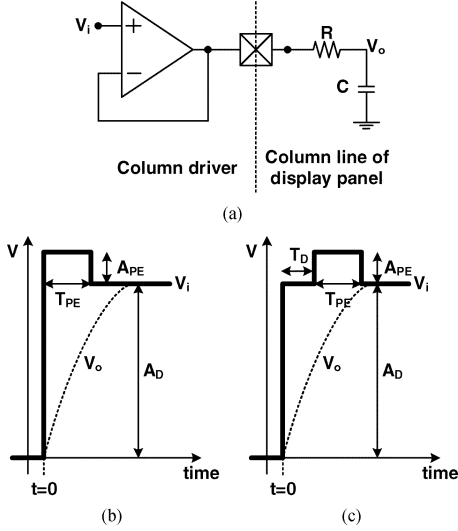 Vi
+
−
R
Vo
C
Column driver
Column line of
display panel
(a)
V
APE
TPE
Vi
Vo
AD
time
t=0
(b)
V
TD
APE
TPE
Vi
Vo
AD
time
t=0
(c)